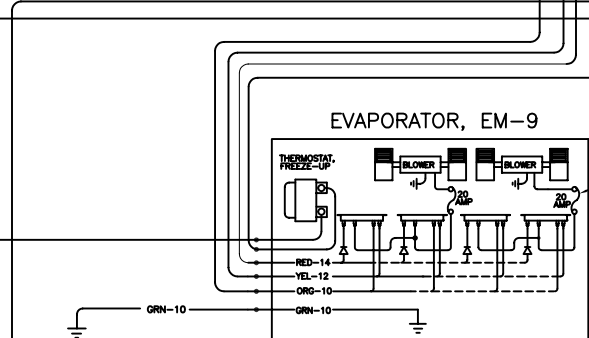 EVAPORATOR, EM-9
THERMOSTAT,
FREEZE-UP
BLOWER
BLOWER
20
AMP
20
AMP
RED-14
YEL-12
ORG-10
GRN-10
GRN-10